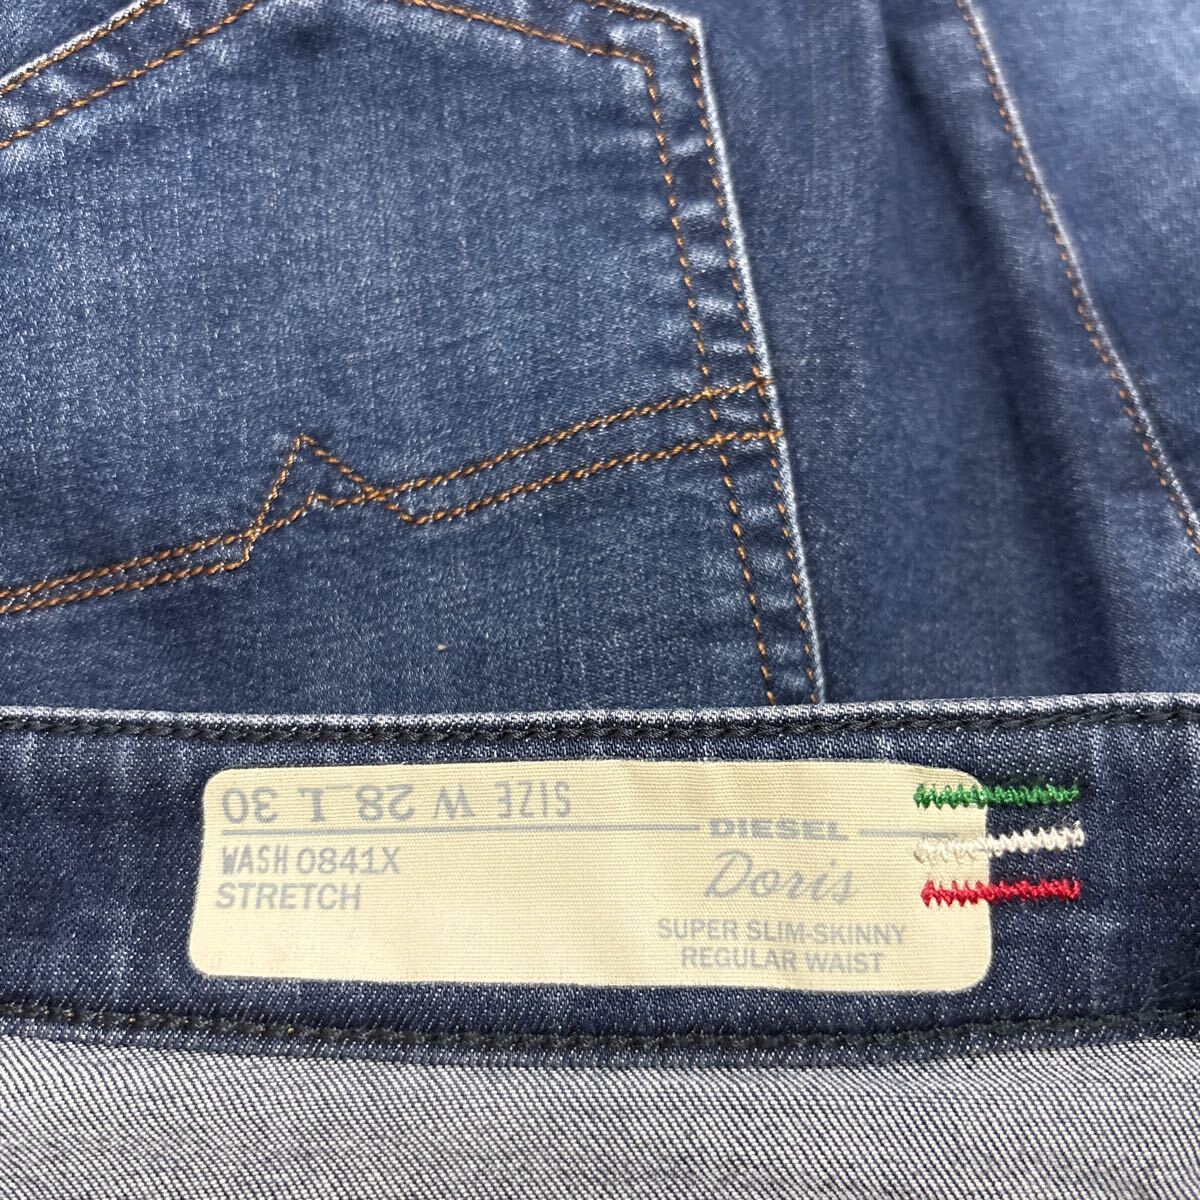 SIZE W 28 L 30
WASH 0841X
STRETCH
DIESEL
Doris
SUPER SLIM-SKINNY
REGULAR WAIST